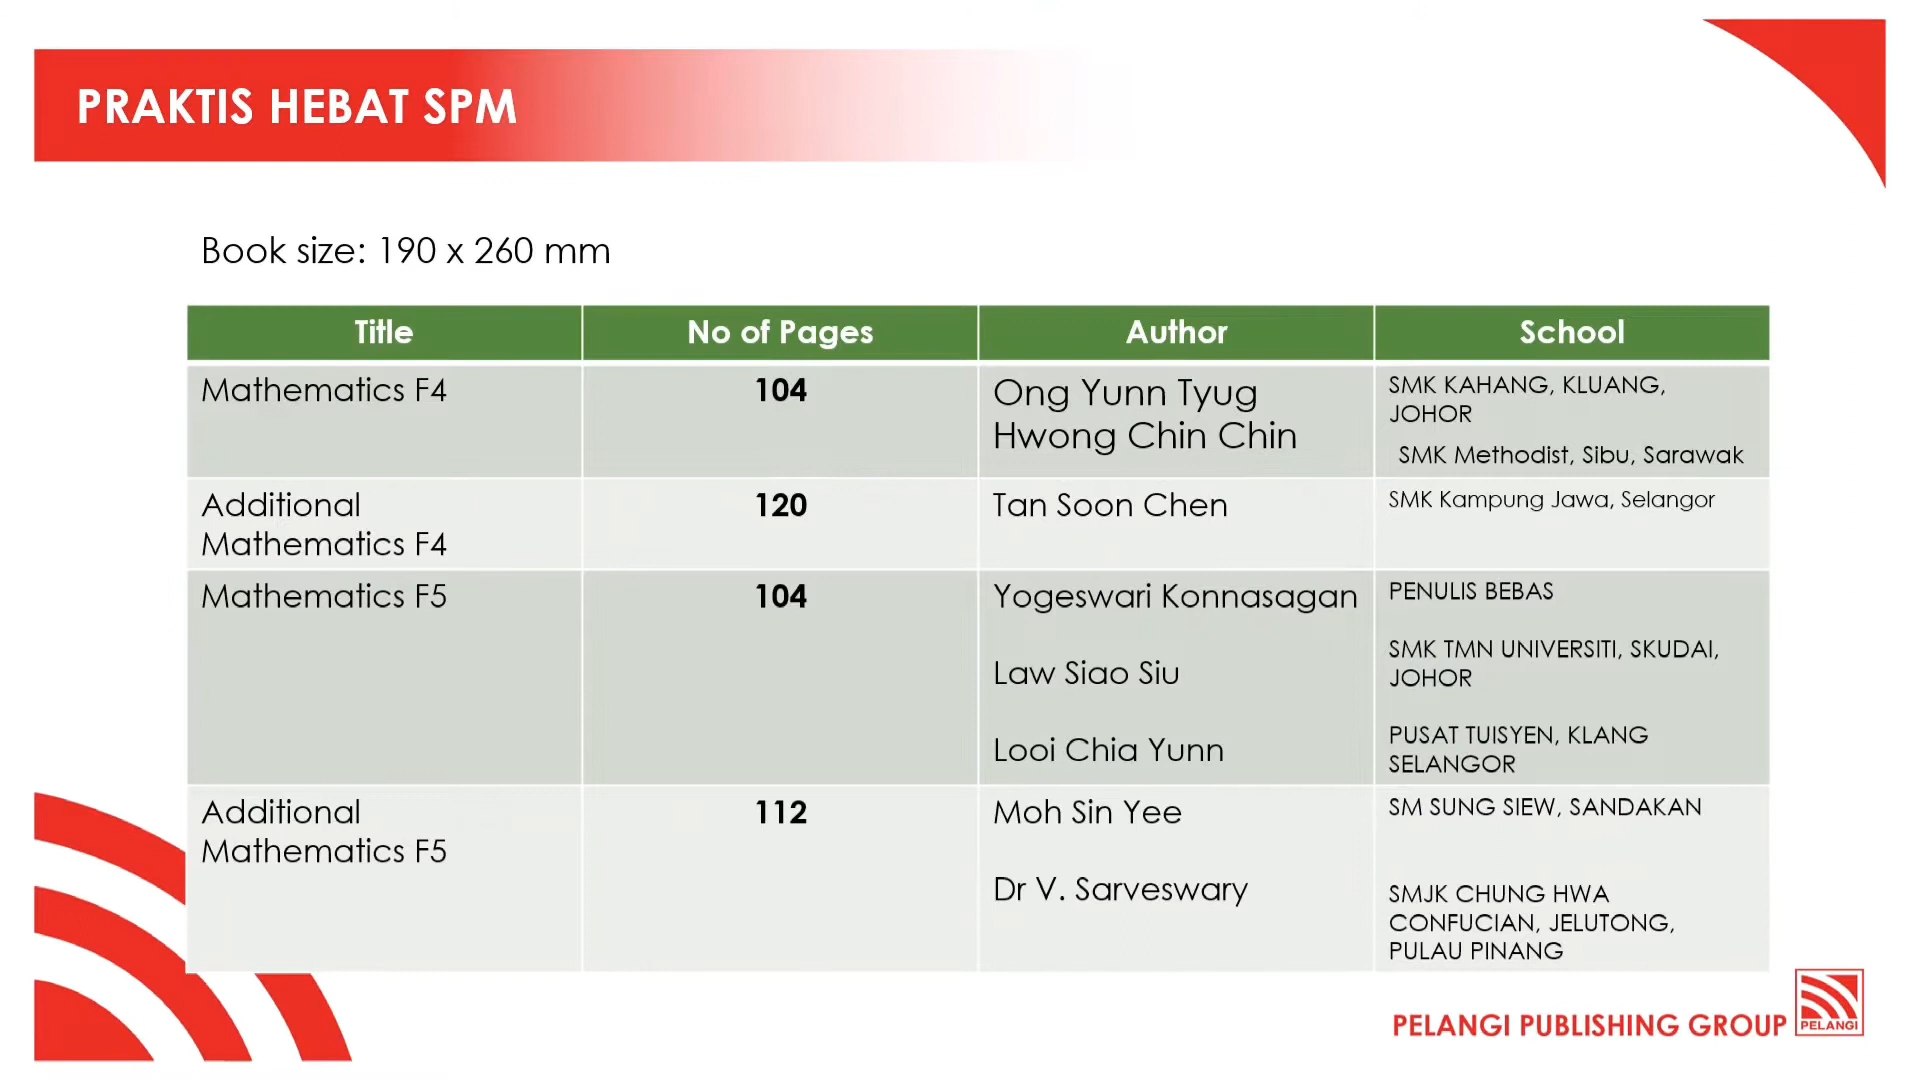 PRAKTIS HEBAT SPM
Book size: 190 x 260 mm
Title
No of Pages
Author
School
Mathematics F4
104
Ong Yunn Tyug
Hwong Chin Chin
SMK KAHANG, KLUANG,
JOHOR
SMK Methodist, Sibu, Sarawak
Additional
Mathematics F4
120
Tan Soon Chen
SMK Kampung Jawa, Selangor
Mathematics F5
104
Yogeswari Konnasagan
Law Siao Siu
Looi Chia Yunn
PENULIS BEBAS
SMK TMN UNIVERSITI, SKUDAI,
JOHOR
PUSAT TUISYEN, KLANG
SELANGOR
Additional
Mathematics F5
112
Moh Sin Yee
Dr V. Sarveswary
SM SUNG SIEW, SANDAKAN
SMJK CHUNG HWA
CONFUCIAN, JELUTONG,
PULAU PINANG
PELANGI PUBLISHING GROUP
PELANGI